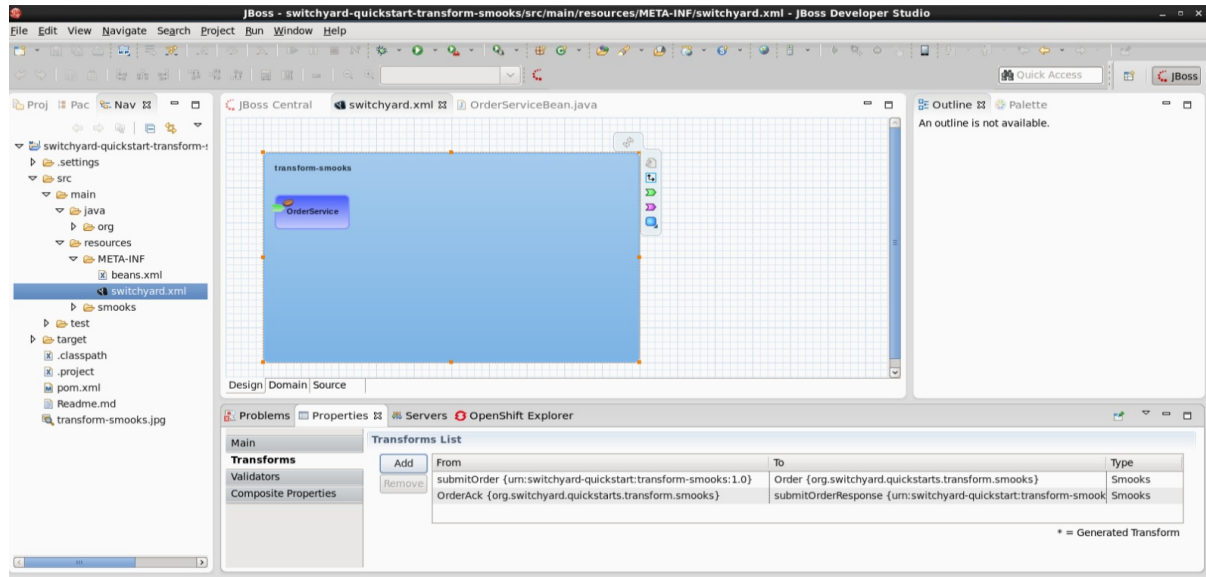 JBoss - switchyard-quickstart-transform-smooks/src/main/resources/META-INF/switchyard.xml - JBoss Developer Studio
File Edit View Navigate Search Project Run Window Help
Quick Access
JBoss
Proj Pac Nav
switchyard-quickstart-transform-s
.settings
src
main
java
org
resources
META-INF
beans.xml
switchyard.xml
smooks
test
target
.classpath
.project
pom.xml
Readme.md
transform-smooks.jpg
JBoss Central switchyard.xml OrderServiceBean.java
transform-smooks
OrderService
Design Domain Source
Outline Palette
An outline is not available.
Problems Properties Servers OpenShift Explorer
Main
Transforms
Validators
Composite Properties
Transforms List
Add
Remove
From To Type
submitOrder {urn:switchyard-quickstart:transform-smooks:1.0} Order {org.switchyard.quickstarts.transform.smooks} Smooks
OrderAck {org.switchyard.quickstarts.transform.smooks} submitOrderResponse {urn:switchyard-quickstart:transform-smook Smooks
* = Generated Transform